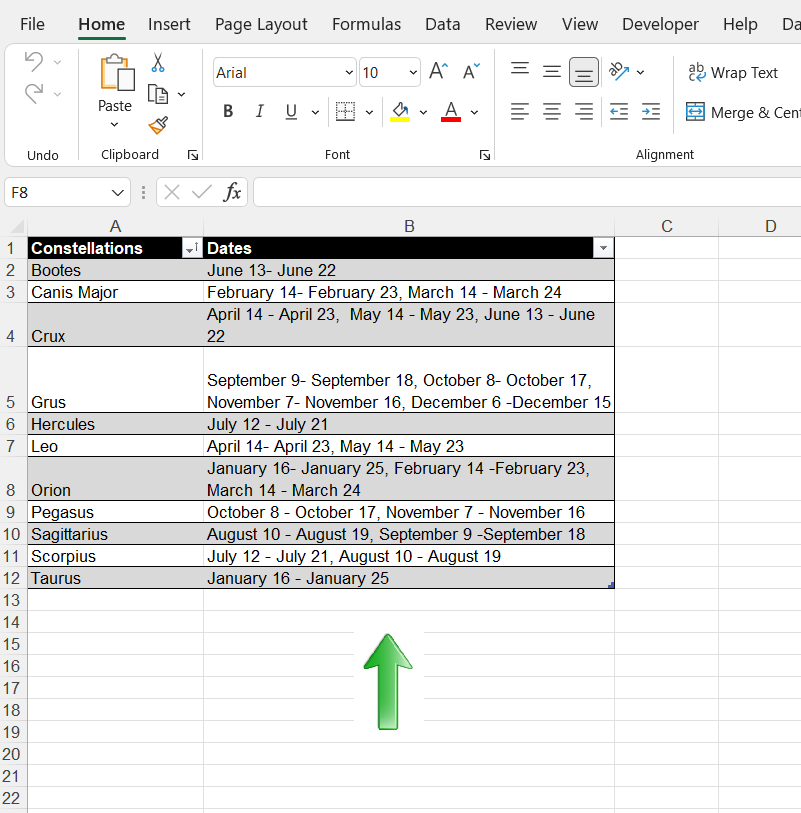 File Home Insert Page Layout Formulas Data Review View Developer Help Da
Arial 10 A A ab Wrap Text
Paste B I U A Merge & Cent
Undo Clipboard Font Alignment
F8 fx
A B C D
1 Constellations Dates
2 Bootes June 13- June 22
3 Canis Major February 14- February 23, March 14 - March 24
April 14 - April 23,  May 14 - May 23, June 13 - June
4 Crux 22
September 9- September 18, October 8- October 17,
5 Grus November 7- November 16, December 6 -December 15
6 Hercules July 12 - July 21
7 Leo April 14- April 23, May 14 - May 23
January 16- January 25, February 14 -February 23,
8 Orion March 14 - March 24
9 Pegasus October 8 - October 17, November 7 - November 16
10 Sagittarius August 10 - August 19, September 9 -September 18
11 Scorpius July 12 - July 21, August 10 - August 19
12 Taurus January 16 - January 25
13
14
15
16
17
18
19
20
21
22